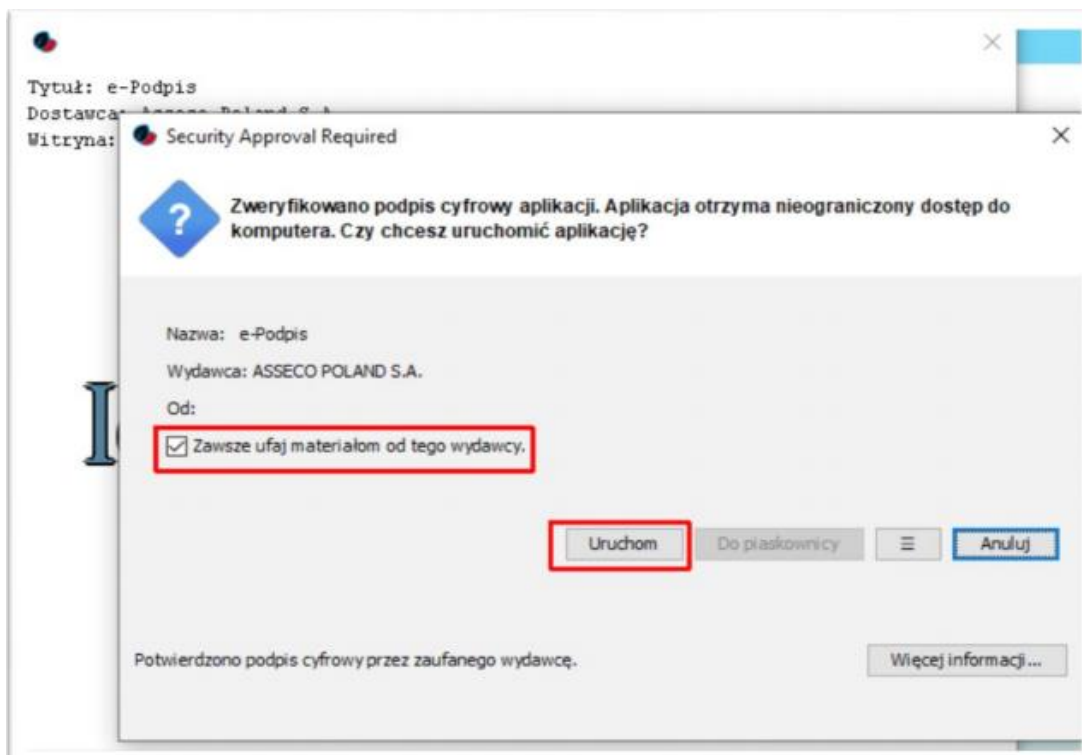 Tytuł: e-Podpis
Dostawca: Asseco Poland S.A.
Witryna:
Security Approval Required
Zweryfikowano podpis cyfrowy aplikacji. Aplikacja otrzyma nieograniczony dostęp do
komputera. Czy chcesz uruchomić aplikację?
Nazwa: e-Podpis
Wydawca: ASSECO POLAND S.A.
Od:
Zawsze ufaj materiałom od tego wydawcy.
Uruchom Do piaskownicy ☰ Anuluj
Potwierdzono podpis cyfrowy przez zaufanego wydawcę.
Więcej informacji...